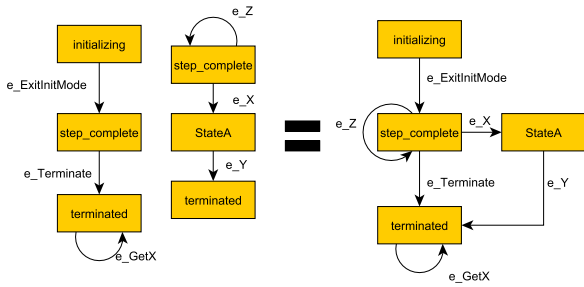 initializing
e_ExitInitMode
step_complete
e_Terminate
terminated
e_GetX
e_Z
step_complete
e_X
StateA
e_Y
terminated
initializing
e_ExitInitMode
e_Z
step_complete
e_X
StateA
e_Terminate
e_Y
terminated
e_GetX